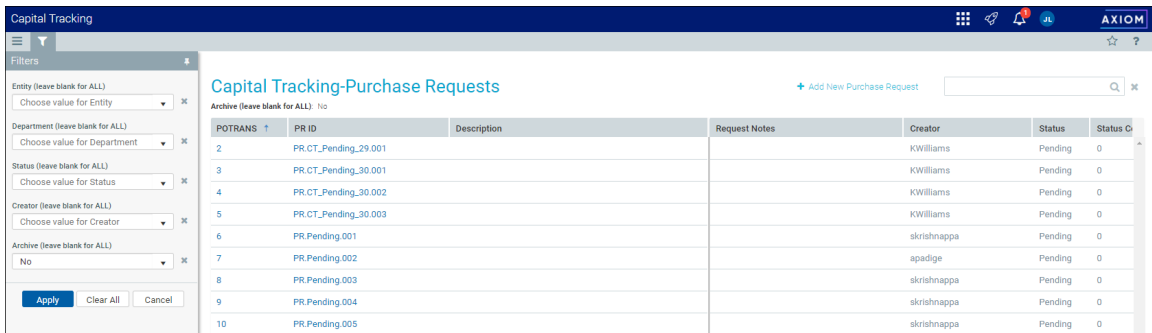 Capital Tracking
1
JL
AXIOM
?
Filters
Entity (leave blank for ALL)
Choose value for Entity
Department (leave blank for ALL)
Choose value for Department
Status (leave blank for ALL)
Choose value for Status
Creator (leave blank for ALL)
Choose value for Creator
Archive (leave blank for ALL)
No
Apply Clear All Cancel
Capital Tracking-Purchase Requests
+ Add New Purchase Request
Archive (leave blank for ALL): No
POTRANS ↑ PR ID Description Request Notes Creator Status Status Co
2 PR.CT_Pending_29.001 KWilliams Pending 0
3 PR.CT_Pending_30.001 KWilliams Pending 0
4 PR.CT_Pending_30.002 KWilliams Pending 0
5 PR.CT_Pending_30.003 KWilliams Pending 0
6 PR.Pending.001 skrishnappa Pending 0
7 PR.Pending.002 apadige Pending 0
8 PR.Pending.003 skrishnappa Pending 0
9 PR.Pending.004 skrishnappa Pending 0
10 PR.Pending.005 skrishnappa Pending 0